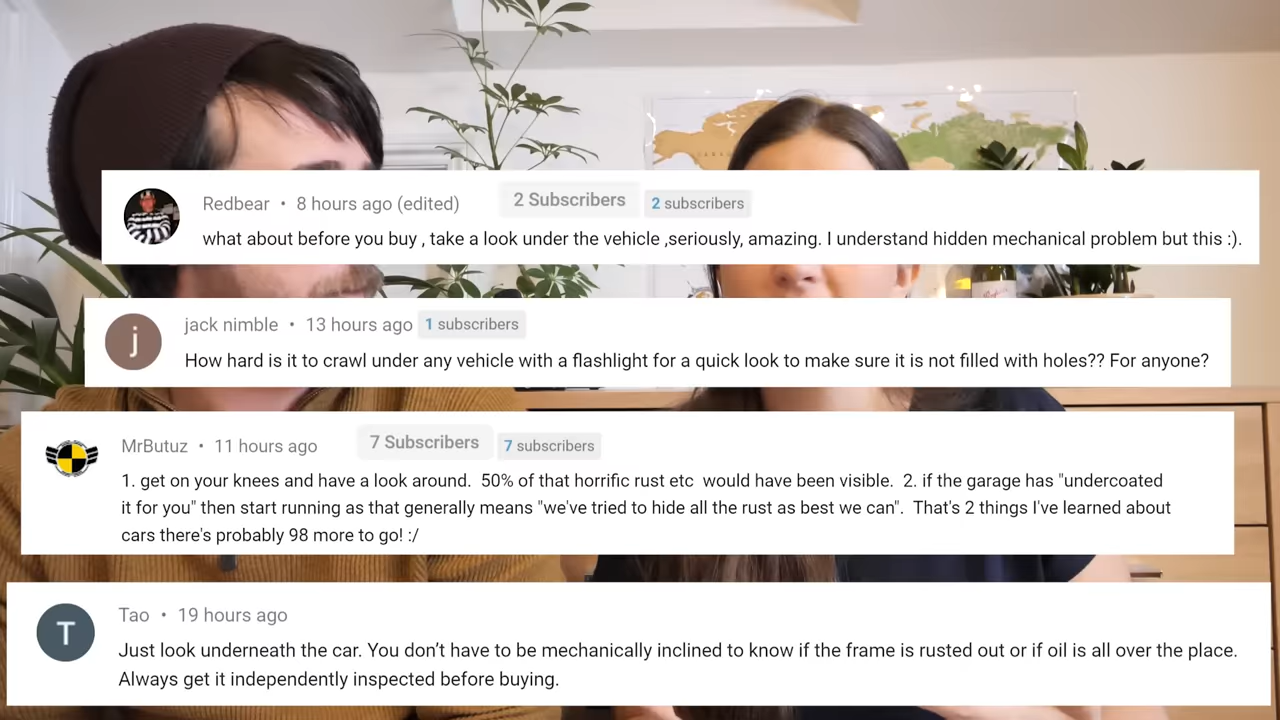 Redbear • 8 hours ago (edited) 2 Subscribers 2 subscribers
what about before you buy , take a look under the vehicle ,seriously, amazing. I understand hidden mechanical problem but this :).
jack nimble • 13 hours ago 1 subscribers
j
How hard is it to crawl under any vehicle with a flashlight for a quick look to make sure it is not filled with holes?? For anyone?
MrButuz • 11 hours ago 7 Subscribers 7 subscribers
1. get on your knees and have a look around. 50% of that horrific rust etc would have been visible. 2. if the garage has "undercoated
it for you" then start running as that generally means "we've tried to hide all the rust as best we can". That's 2 things I've learned about
cars there's probably 98 more to go! :/
Tao • 19 hours ago
T
Just look underneath the car. You don’t have to be mechanically inclined to know if the frame is rusted out or if oil is all over the place.
Always get it independently inspected before buying.